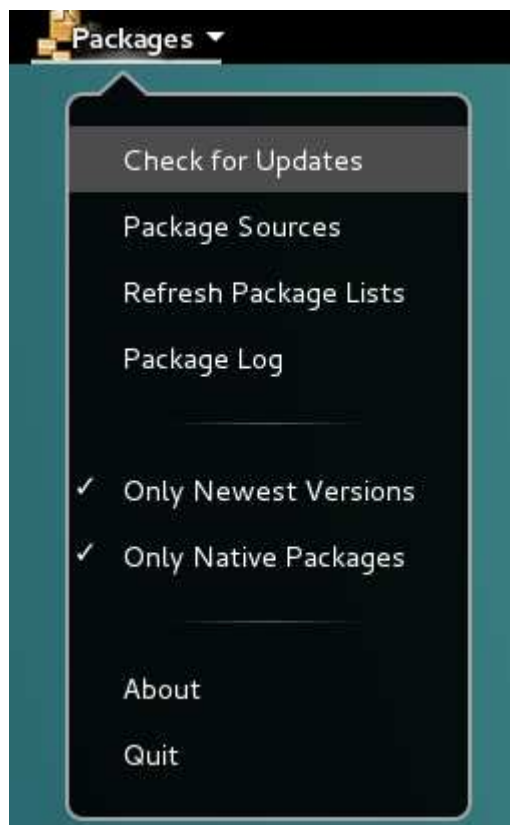 Packages
Check for Updates
Package Sources
Refresh Package Lists
Package Log
Only Newest Versions
Only Native Packages
About
Quit